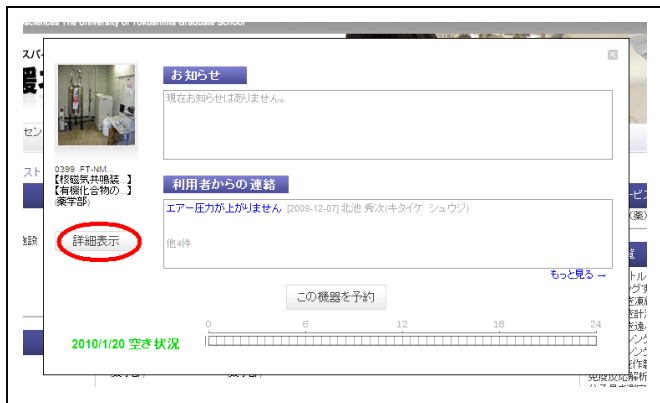 sciences The University of Tokushima Graduate School
お知らせ
現在お知らせはありません。
0399 FT-NM...
【核磁気共鳴装...】
【有機化合物の...】
(薬学部)
利用者からの連絡
エアー圧力が上がりません [2009-12-07] 北池 秀次(キタイケ シュウジ)
他4件
詳細表示
もっと見る →
この機器を予約
0 6 12 18 24
2010/1/20 空き状況